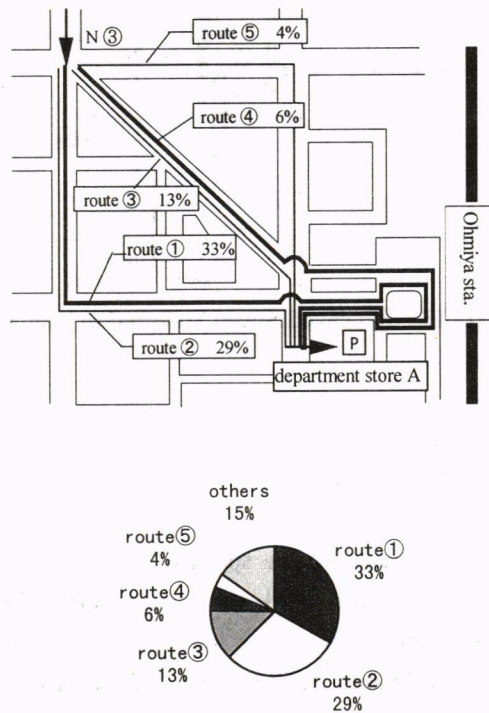 N ③
route ⑤ 4%
route ④ 6%
route ③ 13%
route ① 33%
route ② 29%
Ohmiya sta.
P
department store A
others
15%
route⑤
4%
route④
6%
route③
13%
route①
33%
route②
29%